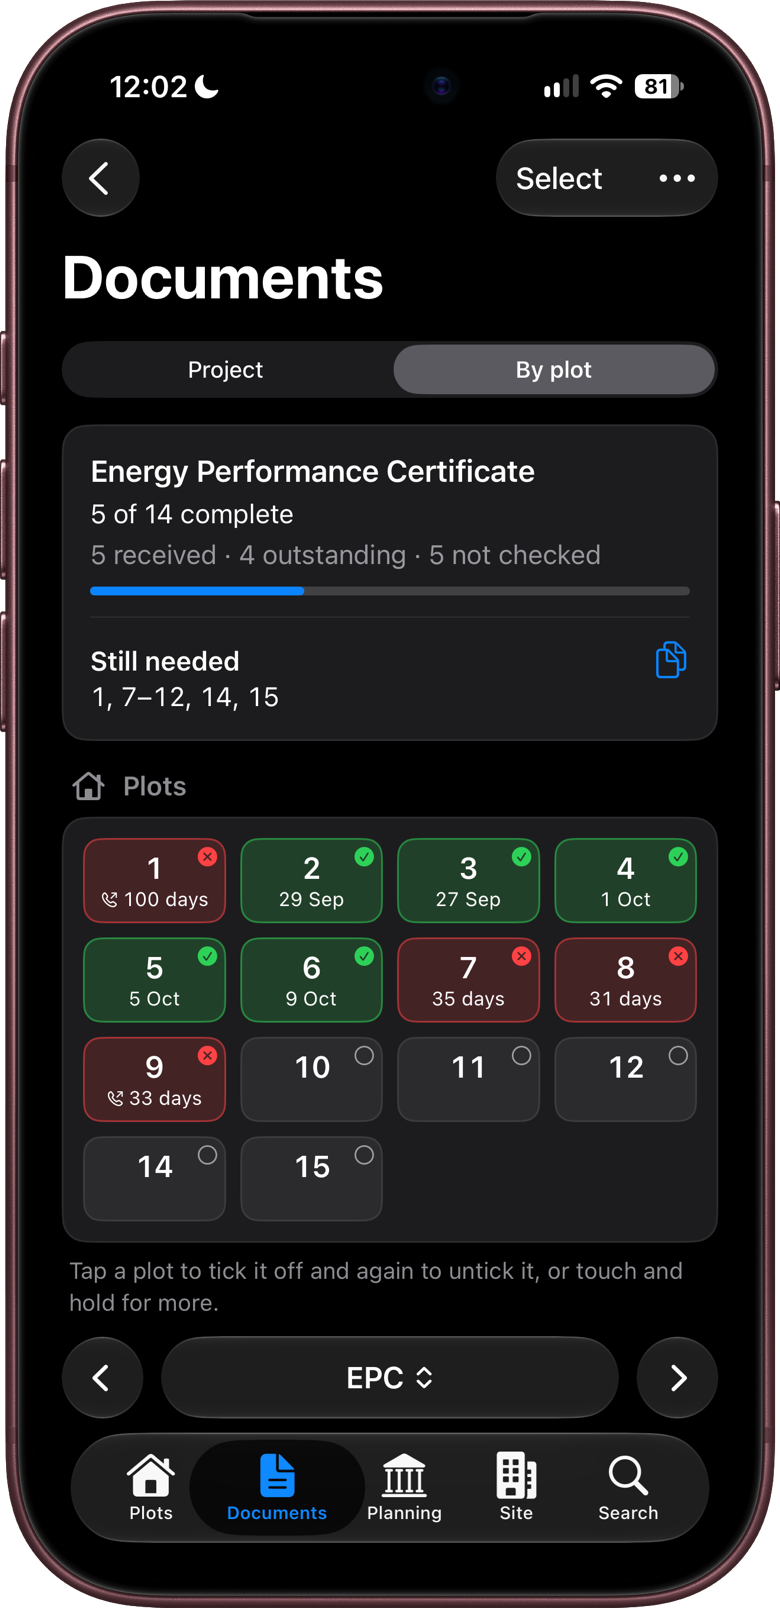 12:02
81
Select
Documents
Project
By plot
Energy Performance Certificate
5 of 14 complete
5 received · 4 outstanding · 5 not checked
Still needed
1, 7–12, 14, 15
Plots
1
100 days
2
29 Sep
3
27 Sep
4
1 Oct
5
5 Oct
6
9 Oct
7
35 days
8
31 days
9
33 days
10
11
12
14
15
Tap a plot to tick it off and again to untick it, or touch and
hold for more.
EPC
Plots
Documents
Planning
Site
Search